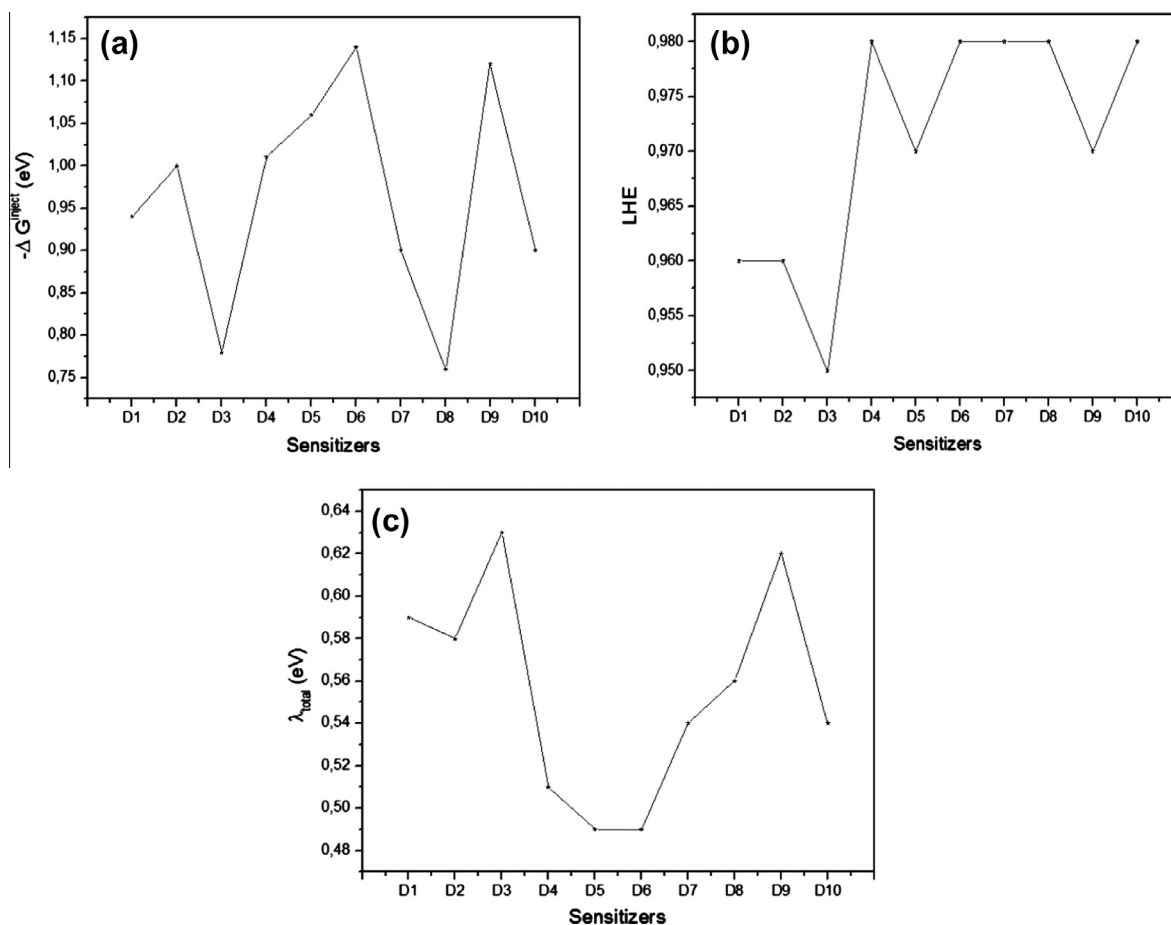 (a)
1,15
1,10
1,05
1,00
0,95
0,90
0,85
0,80
0,75
-Δ G^inject (eV)
D1 D2 D3 D4 D5 D6 D7 D8 D9 D10
Sensitizers
(b)
0,980
0,975
0,970
0,965
0,960
0,955
0,950
LHE
D1 D2 D3 D4 D5 D6 D7 D8 D9 D10
Sensitizers
(c)
0,64
0,62
0,60
0,58
0,56
0,54
0,52
0,50
0,48
λtotal (eV)
D1 D2 D3 D4 D5 D6 D7 D8 D9 D10
Sensitizers